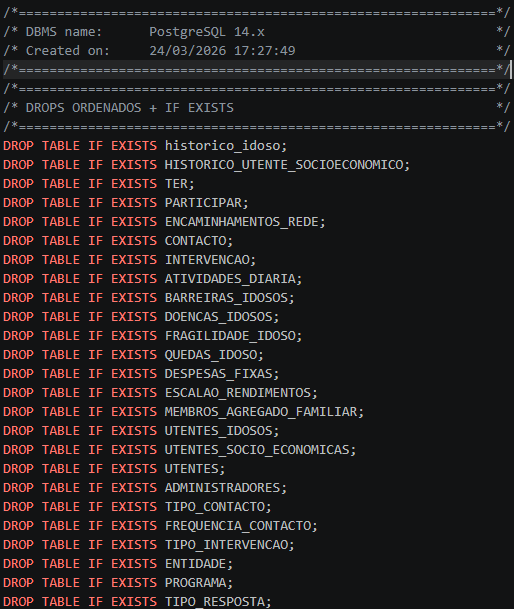 /*==============================================================*/
/* DBMS name:      PostgreSQL 14.x                              */
/* Created on:     24/03/2026 17:27:49                          */
/*==============================================================*/
/*==============================================================*/
/* DROPS ORDENADOS + IF EXISTS                                  */
/*==============================================================*/
DROP TABLE IF EXISTS historico_idoso;
DROP TABLE IF EXISTS HISTORICO_UTENTE_SOCIOECONOMICO;
DROP TABLE IF EXISTS TER;
DROP TABLE IF EXISTS PARTICIPAR;
DROP TABLE IF EXISTS ENCAMINHAMENTOS_REDE;
DROP TABLE IF EXISTS CONTACTO;
DROP TABLE IF EXISTS INTERVENCAO;
DROP TABLE IF EXISTS ATIVIDADES_DIARIA;
DROP TABLE IF EXISTS BARREIRAS_IDOSOS;
DROP TABLE IF EXISTS DOENCAS_IDOSOS;
DROP TABLE IF EXISTS FRAGILIDADE_IDOSO;
DROP TABLE IF EXISTS QUEDAS_IDOSO;
DROP TABLE IF EXISTS DESPESAS_FIXAS;
DROP TABLE IF EXISTS ESCALAO_RENDIMENTOS;
DROP TABLE IF EXISTS MEMBROS_AGREGADO_FAMILIAR;
DROP TABLE IF EXISTS UTENTES_IDOSOS;
DROP TABLE IF EXISTS UTENTES_SOCIO_ECONOMICAS;
DROP TABLE IF EXISTS UTENTES;
DROP TABLE IF EXISTS ADMINISTRADORES;
DROP TABLE IF EXISTS TIPO_CONTACTO;
DROP TABLE IF EXISTS FREQUENCIA_CONTACTO;
DROP TABLE IF EXISTS TIPO_INTERVENCAO;
DROP TABLE IF EXISTS ENTIDADE;
DROP TABLE IF EXISTS PROGRAMA;
DROP TABLE IF EXISTS TIPO_RESPOSTA;